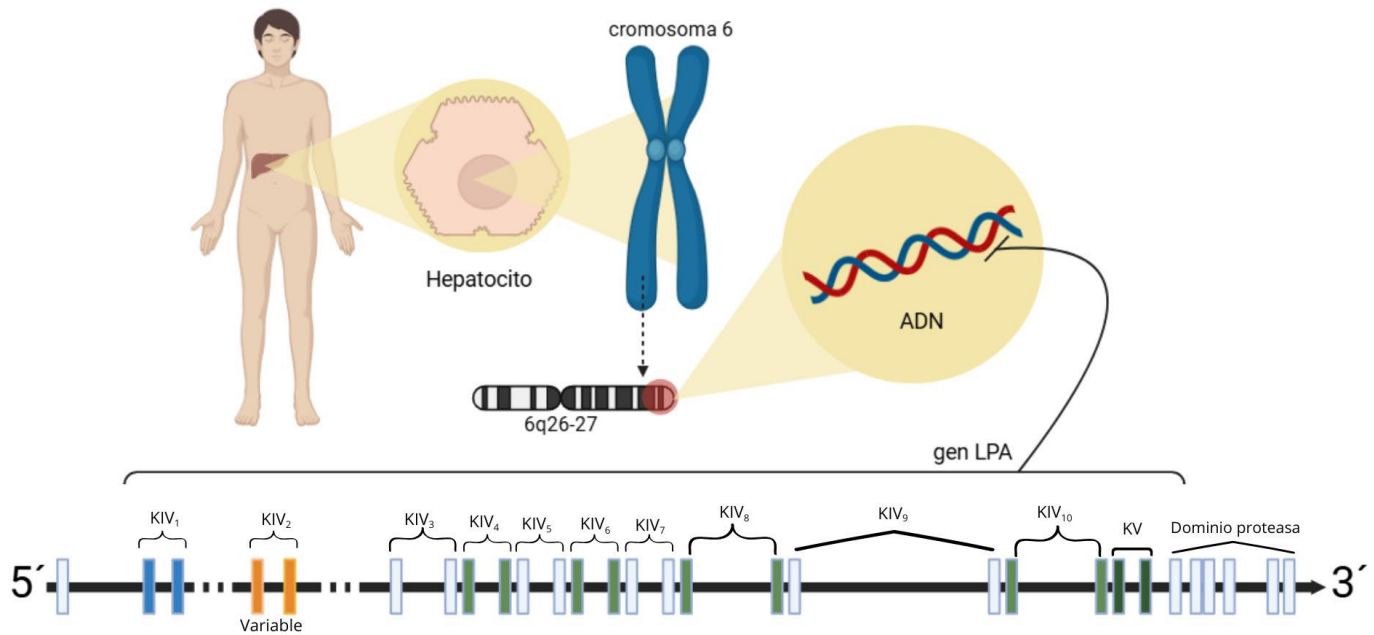 cromosoma 6
Hepatocito
ADN
6q26-27
gen LPA
KIV1
KIV2
KIV3
KIV4
KIV5
KIV6
KIV7
KIV8
KIV9
KIV10
KV
Dominio proteasa
5´
3´
Variable